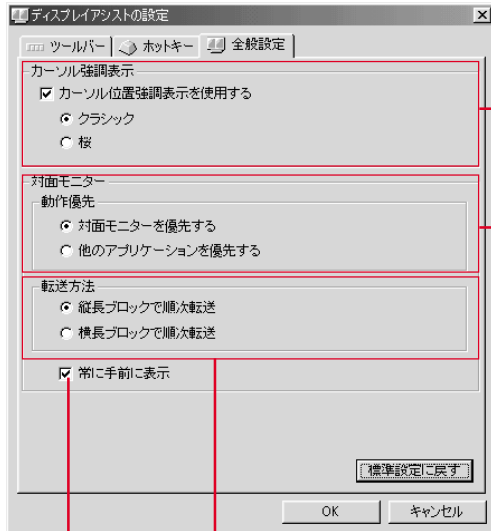 ディスプレイアシストの設定
ツールバー ホットキー 全般設定
カーソル強調表示
カーソル位置強調表示を使用する
クラシック
桜
対面モニター
動作優先
対面モニターを優先する
他のアプリケーションを優先する
転送方法
縦長ブロックで順次転送
横長ブロックで順次転送
常に手前に表示
標準設定に戻す
OK キャンセル